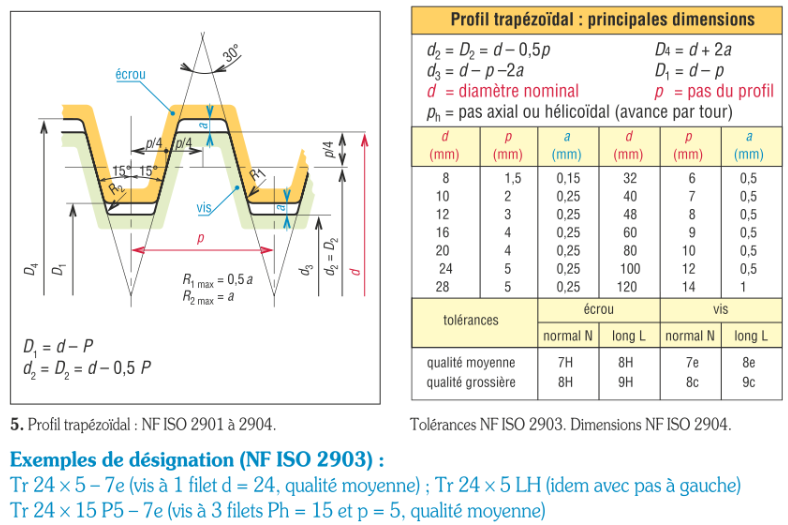 30°
écrou
a
p/4
p/4
p/4
15°
15°
R2
R1
vis
a
p
D4
D1
d3
d2 = D2
d
R1 max = 0,5 a
R2 max = a
D1 = d – P
d2 = D2 = d – 0,5 P
5. Profil trapézoïdal : NF ISO 2901 à 2904.
Profil trapézoïdal : principales dimensions
d2 = D2 = d – 0,5p D4 = d + 2a
d3 = d – p –2a D1 = d – p
d = diamètre nominal p = pas du profil
ph = pas axial ou hélicoïdal (avance par tour)
d p a d p a
(mm) (mm) (mm) (mm) (mm) (mm)
8 1,5 0,15 32 6 0,5
10 2 0,25 40 7 0,5
12 3 0,25 48 8 0,5
16 4 0,25 60 9 0,5
20 4 0,25 80 10 0,5
24 5 0,25 100 12 0,5
28 5 0,25 120 14 1
tolérances écrou vis
normal N long L normal N long L
qualité moyenne 7H 8H 7e 8e
qualité grossière 8H 9H 8c 9c
Tolérances NF ISO 2903. Dimensions NF ISO 2904.
Exemples de désignation (NF ISO 2903) :
Tr 24 × 5 – 7e (vis à 1 filet d = 24, qualité moyenne) ; Tr 24 × 5 LH (idem avec pas à gauche)
Tr 24 × 15 P5 – 7e (vis à 3 filets Ph = 15 et p = 5, qualité moyenne)